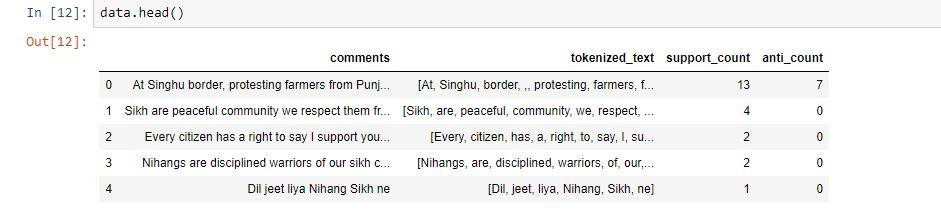 In [12]: data.head()
Out[12]:
comments tokenized_text support_count anti_count
0 At Singhu border, protesting farmers from Punj... [At, Singhu, border, ,, protesting, farmers, f... 13 7
1 Sikh are peaceful community we respect them fr... [Sikh, are, peaceful, community, we, respect, ... 4 0
2 Every citizen has a right to say I support you... [Every, citizen, has, a, right, to, say, I, su... 2 0
3 Nihangs are disciplined warriors of our sikh c... [Nihangs, are, disciplined, warriors, of, our,... 2 0
4 Dil jeet liya Nihang Sikh ne [Dil, jeet, liya, Nihang, Sikh, ne] 1 0